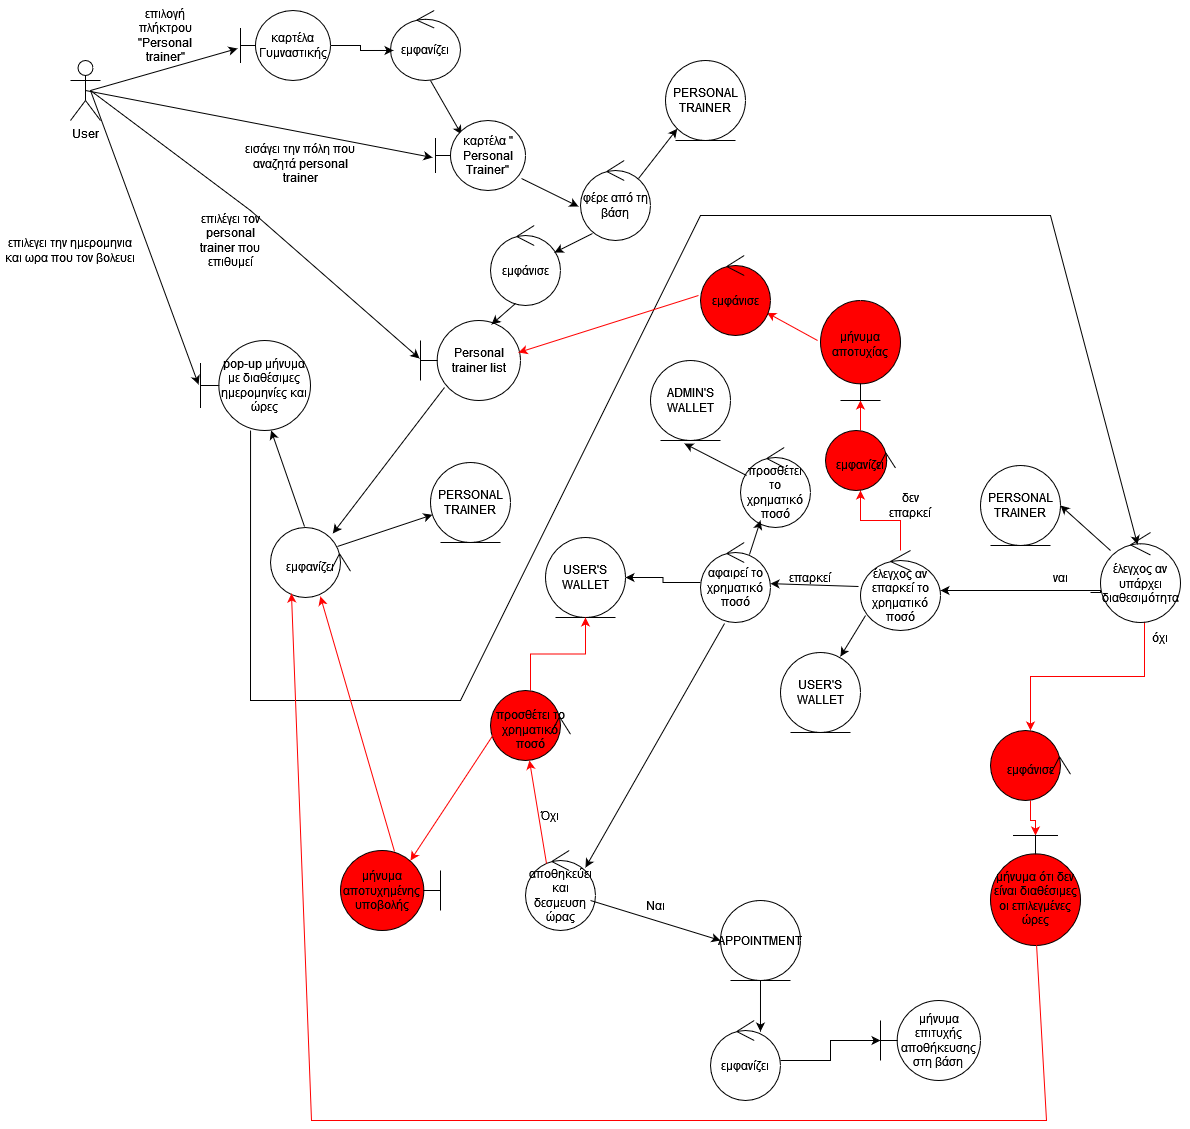 επιλογή
πλήκτρου
"Personal
trainer"
καρτέλα
Γυμναστικής
εμφανίζει
User
εισάγει την πόλη που
αναζητά personal
trainer
καρτέλα "
Personal
Trainer"
PERSONAL
TRAINER
φέρε από τη
βάση
επιλέγει τον
personal
trainer που
επιθυμεί
επιλεγει την ημερομηνια
και ωρα που τον βολευει
εμφάνισε
Personal
trainer list
pop-up μήνυμα
με διαθέσιμες
ημερομηνίες και
ώρες
εμφάνισε
μήνυμα
αποτυχίας
ADMIN'S
WALLET
προσθέτει
το
χρηματικό
ποσό
εμφανίζει
δεν
επαρκεί
PERSONAL
TRAINER
PERSONAL
TRAINER
εμφανίζει
USER'S
WALLET
αφαιρεί το
χρηματικό
ποσό
επαρκεί
έλεγχος αν
επαρκεί το
χρηματικό
ποσό
ναι
έλεγχος αν
υπάρχει
διαθεσιμότητα
όχι
USER'S
WALLET
προσθέτει το
χρηματικό
ποσό
εμφάνισε
Όχι
μήνυμα
αποτυχημένης
υποβολής
αποθηκεύει
και
δεσμευση
ώρας
Ναι
μήνυμα ότι δεν
είναι διαθέσιμες
οι επιλεγμένες
ώρες
APPOINTMENT
εμφανίζει
μήνυμα
επιτυχής
αποθήκευσης
στη βάση